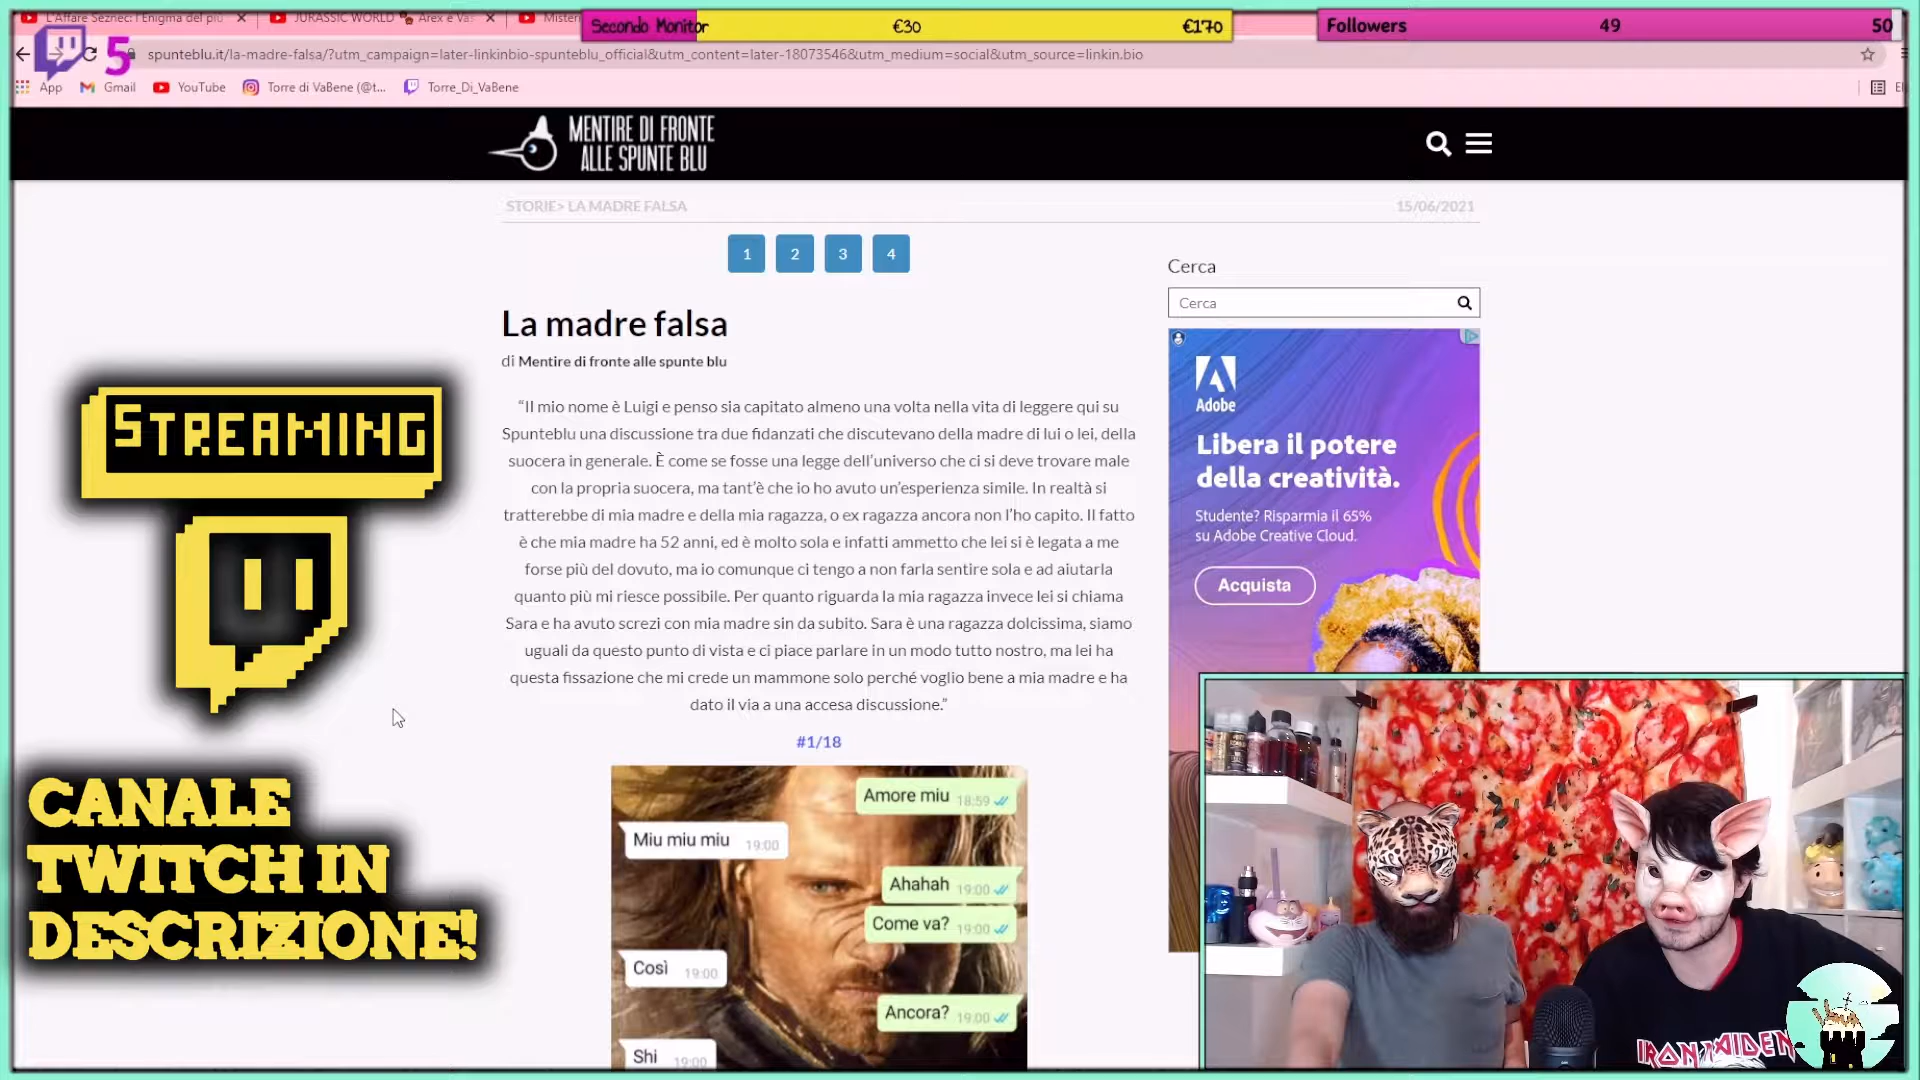 L'Affare Seznec: l'Enigma del più
JURASSIC WORLD
Arex e Vas
Misteri
Secondo Monitor
€30
€170
Followers
49
50
5
spunteblu.it/la-madre-falsa/?utm_campaign=later-linkinbio-spunteblu_official&utm_content=later-18073546&utm_medium=social&utm_source=linkin.bio
App
Gmail
YouTube
Torre di VaBene (@t...
Torre_Di_VaBene
MENTIRE DI FRONTE
ALLE SPUNTE BLU
STORIE> LA MADRE FALSA
15/06/2021
1
2
3
4
La madre falsa
di Mentire di fronte alle spunte blu
“Il mio nome è Luigi e penso sia capitato almeno una volta nella vita di leggere qui su
Spunteblu una discussione tra due fidanzati che discutevano della madre di lui o lei, della
suocera in generale. È come se fosse una legge dell’universo che ci si deve trovare male
con la propria suocera, ma tant’è che io ho avuto un’esperienza simile. In realtà si
tratterebbe di mia madre e della mia ragazza, o ex ragazza ancora non l’ho capito. Il fatto
è che mia madre ha 52 anni, ed è molto sola e infatti ammetto che lei si è legata a me
forse più del dovuto, ma io comunque ci tengo a non farla sentire sola e ad aiutarla
quanto più mi riesce possibile. Per quanto riguarda la mia ragazza invece lei si chiama
Sara e ha avuto screzi con mia madre sin da subito. Sara è una ragazza dolcissima, siamo
uguali da questo punto di vista e ci piace parlare in un modo tutto nostro, ma lei ha
questa fissazione che mi crede un mammone solo perché voglio bene a mia madre e ha
dato il via a una accesa discussione.”
#1/18
Amore miu 18:59
Miu miu miu 19:00
Ahahah 19:00
Come va? 19:00
Così 19:00
Ancora? 19:00
Shi 19:00
Cerca
Cerca
Adobe
Libera il potere
della creatività.
Studente? Risparmia il 65%
su Adobe Creative Cloud.
Acquista
STREAMING
CANALE
TWITCH IN
DESCRIZIONE!
IRON MAIDEN